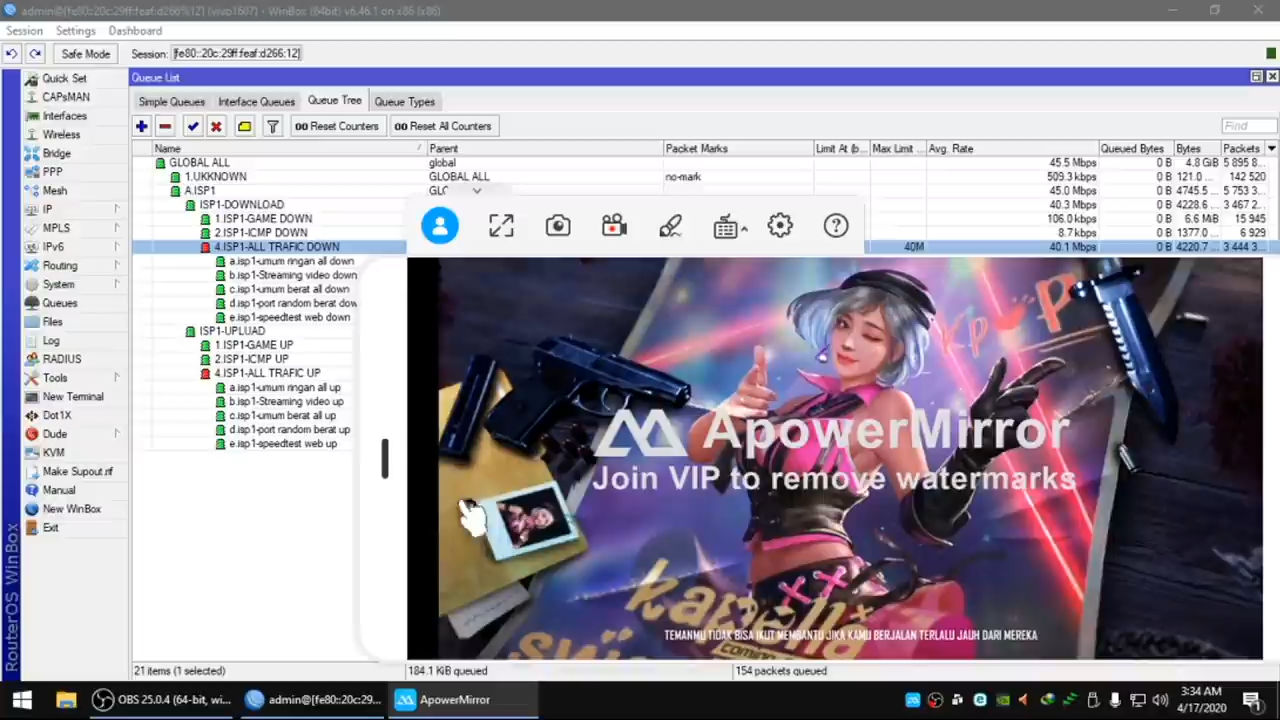 admin@[fe80::20c:29ff:feaf:d266%12] (vivo1607) - WinBox (64bit) v6.46.1 on x86 (x86)
Session Settings Dashboard
Safe Mode Session: [fe80::20c:29ff:feaf:d266:12]
Queue List
Simple Queues Interface Queues Queue Tree Queue Types
00 Reset Counters 00 Reset All Counters Find
Name Parent Packet Marks Limit At (b... Max Limit ... Avg. Rate Queued Bytes Bytes Packets
GLOBAL ALL global 45.5 Mbps 0 B 4.8 GiB 5 895 8...
1.UKKNOWN GLOBAL ALL no-mark 509.3 kbps 0 B 121.0 ... 142 520
A.ISP1 45.0 Mbps 0 B 4745.5 ... 5 753 3...
ISP1-DOWNLOAD 40.3 Mbps 0 B 4228.6 ... 3 467 2...
1.ISP1-GAME DOWN 106.0 kbps 0 B 6.6 MiB 15 945
2.ISP1-ICMP DOWN 8.7 kbps 0 B 1377.0 ... 6 929
4.ISP1-ALL TRAFIC DOWN 40M 40.1 Mbps 0 B 4220.7 ... 3 444 3...
a.isp1-umum ringan all down
b.isp1-Streaming video down
c.isp1-umum berat all down
d.isp1-port random berat dow
e.isp1-speedtest web down
ISP1-UPLUAD
1.ISP1-GAME UP
2.ISP1-ICMP UP
4.ISP1-ALL TRAFIC UP
a.isp1-umum ringan all up
b.isp1-Streaming video up
c.isp1-umum berat all up
d.isp1-port random berat up
e.isp1-speedtest web up
Quick Set
CAPsMAN
Interfaces
Wireless
Bridge
PPP
Mesh
IP
MPLS
IPv6
Routing
System
Queues
Files
Log
RADIUS
Tools
New Terminal
Dot1X
Dude
KVM
Make Supout.rif
Manual
New WinBox
Exit
RouterOS WinBox
ApowerMirror
Join VIP to remove watermarks
kapella
TEMANMU TIDAK BISA IKUT MEMBANTU JIKA KAMU BERJALAN TERLALU JAUH DARI MEREKA
21 items (1 selected) 184.1 KiB queued 154 packets queued
OBS 25.0.4 (64-bit, wi... admin@[fe80::20c:29... ApowerMirror
3:34 AM
4/17/2020